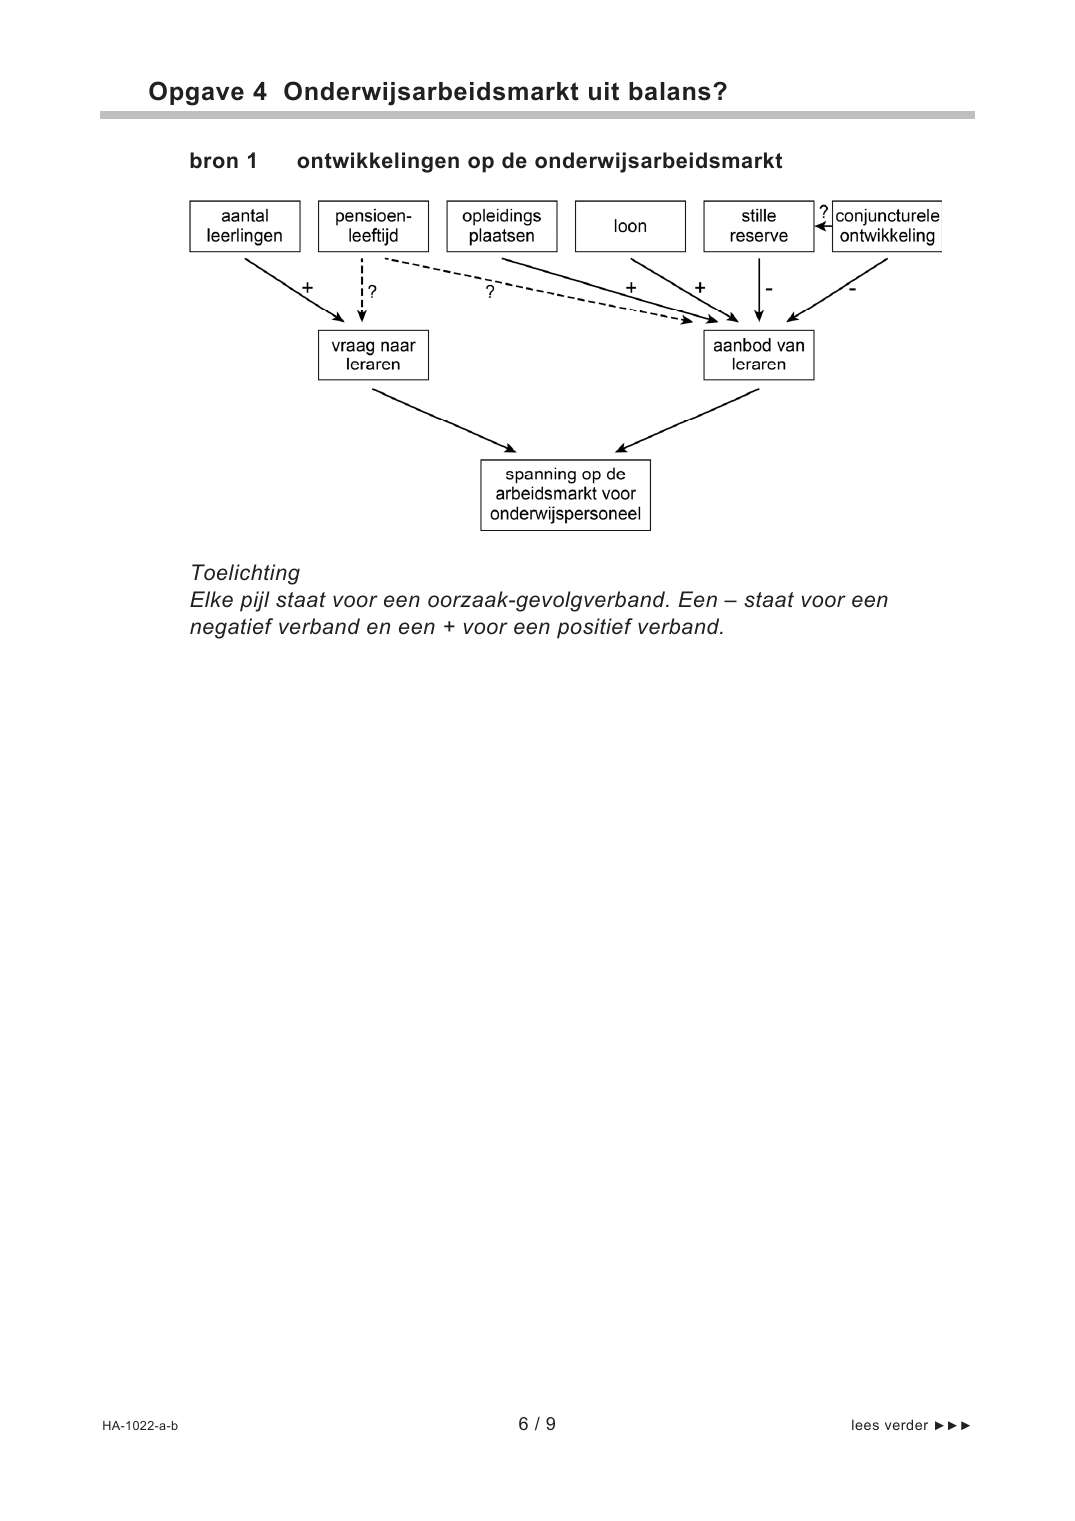 Opgave 4 Onderwijsarbeidsmarkt uit balans?
bron 1 ontwikkelingen op de onderwijsarbeidsmarkt
aantal
leerlingen
pensioen-
leeftijd
opleidings
plaatsen
loon
stille
reserve
?
conjuncturele
ontwikkeling
+
?
?
+
+
-
-
vraag naar
leraren
aanbod van
leraren
spanning op de
arbeidsmarkt voor
onderwijspersoneel
Toelichting
Elke pijl staat voor een oorzaak-gevolgverband. Een – staat voor een
negatief verband en een + voor een positief verband.
HA-1022-a-b
6 / 9
lees verder ►►►